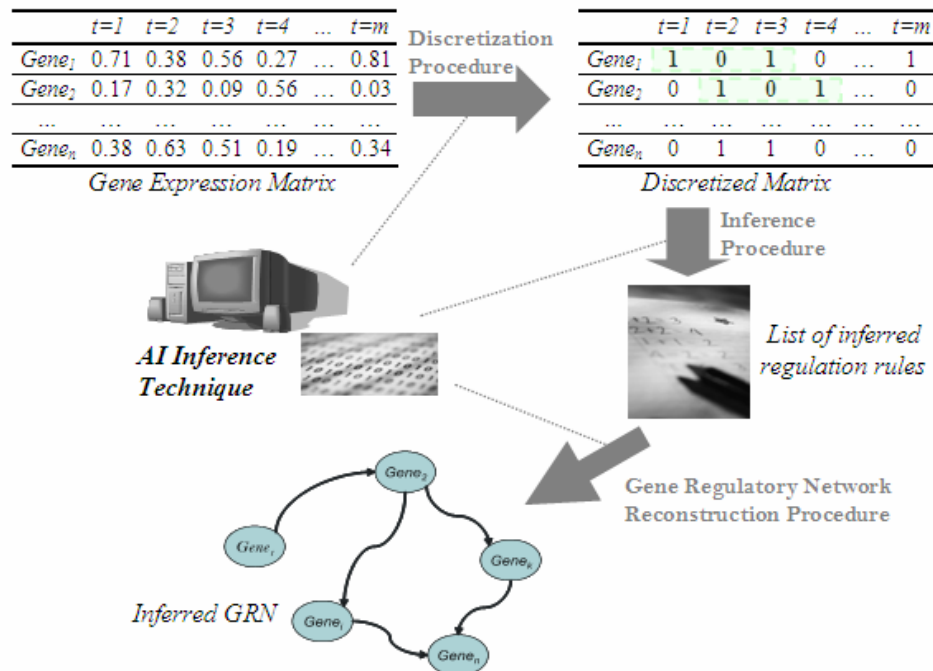 t=1 t=2 t=3 t=4 ... t=m
Gene1 0.71 0.38 0.56 0.27 ... 0.81
Gene2 0.17 0.32 0.09 0.56 ... 0.03
... ... ... ... ... ... ...
Genen 0.38 0.63 0.51 0.19 ... 0.34
Gene Expression Matrix
Discretization
Procedure
t=1 t=2 t=3 t=4 ... t=m
Gene1 1 0 1 0 ... 1
Gene2 0 1 0 1 ... 0
... ... ... ... ... ... ...
Genen 0 1 1 0 ... 0
Discretized Matrix
Inference
Procedure
AI Inference
Technique
List of inferred
regulation rules
Gene Regulatory Network
Reconstruction Procedure
Gene2
Gene
Genek
Gene
Genen
Inferred GRN